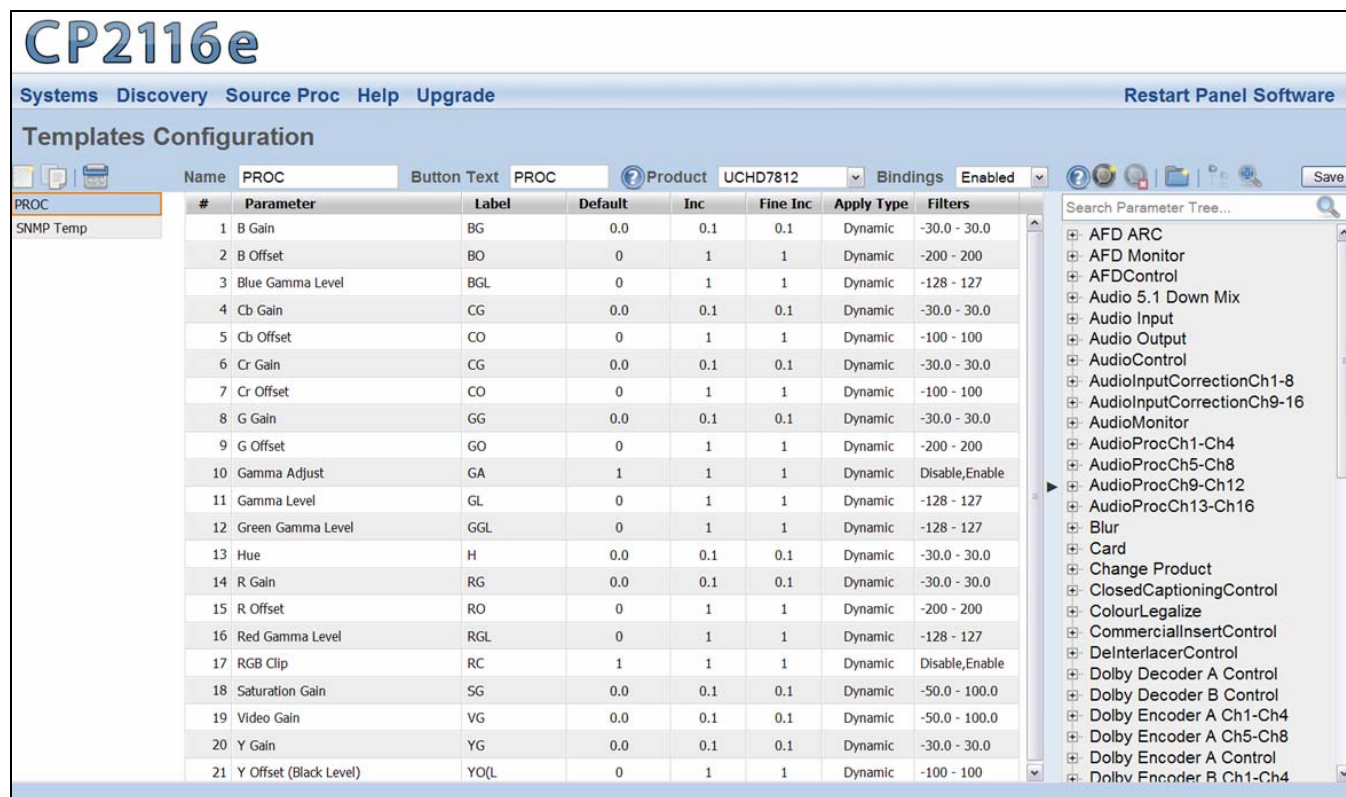 CP2116e
Systems Discovery Source Proc Help Upgrade Restart Panel Software
Templates Configuration
Name PROC Button Text PROC Product UCHD7812 Bindings Enabled Save
PROC
SNMP Temp
# Parameter Label Default Inc Fine Inc Apply Type Filters
1 B Gain BG 0.0 0.1 0.1 Dynamic -30.0 - 30.0
2 B Offset BO 0 1 1 Dynamic -200 - 200
3 Blue Gamma Level BGL 0 1 1 Dynamic -128 - 127
4 Cb Gain CG 0.0 0.1 0.1 Dynamic -30.0 - 30.0
5 Cb Offset CO 0 1 1 Dynamic -100 - 100
6 Cr Gain CG 0.0 0.1 0.1 Dynamic -30.0 - 30.0
7 Cr Offset CO 0 1 1 Dynamic -100 - 100
8 G Gain GG 0.0 0.1 0.1 Dynamic -30.0 - 30.0
9 G Offset GO 0 1 1 Dynamic -200 - 200
10 Gamma Adjust GA 1 1 1 Dynamic Disable,Enable
11 Gamma Level GL 0 1 1 Dynamic -128 - 127
12 Green Gamma Level GGL 0 1 1 Dynamic -128 - 127
13 Hue H 0.0 0.1 0.1 Dynamic -30.0 - 30.0
14 R Gain RG 0.0 0.1 0.1 Dynamic -30.0 - 30.0
15 R Offset RO 0 1 1 Dynamic -200 - 200
16 Red Gamma Level RGL 0 1 1 Dynamic -128 - 127
17 RGB Clip RC 1 1 1 Dynamic Disable,Enable
18 Saturation Gain SG 0.0 0.1 0.1 Dynamic -50.0 - 100.0
19 Video Gain VG 0.0 0.1 0.1 Dynamic -50.0 - 100.0
20 Y Gain YG 0.0 0.1 0.1 Dynamic -30.0 - 30.0
21 Y Offset (Black Level) YO(L 0 1 1 Dynamic -100 - 100
Search Parameter Tree...
AFD ARC
AFD Monitor
AFDControl
Audio 5.1 Down Mix
Audio Input
Audio Output
AudioControl
AudioInputCorrectionCh1-8
AudioInputCorrectionCh9-16
AudioMonitor
AudioProcCh1-Ch4
AudioProcCh5-Ch8
AudioProcCh9-Ch12
AudioProcCh13-Ch16
Blur
Card
Change Product
ClosedCaptioningControl
ColourLegalize
CommercialInsertControl
DeInterlacerControl
Dolby Decoder A Control
Dolby Decoder B Control
Dolby Encoder A Ch1-Ch4
Dolby Encoder A Ch5-Ch8
Dolby Encoder A Control
Dolby Encoder B Ch1-Ch4